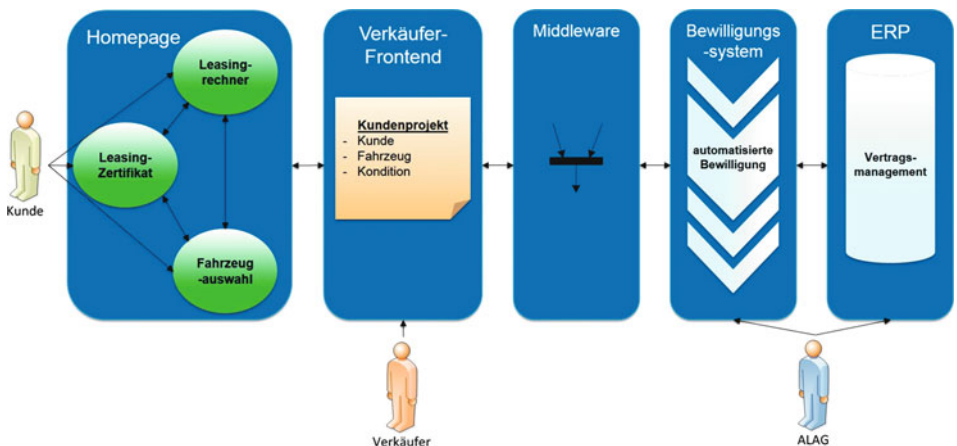 Homepage
Leasing-
rechner
Leasing-
Zertifikat
Fahrzeug
-auswahl
Kunde
Verkäufer-
Frontend
Kundenprojekt
- Kunde
- Fahrzeug
- Kondition
Verkäufer
Middleware
Bewilligungs
-system
automatisierte
Bewilligung
ERP
Vertrags-
management
ALAG